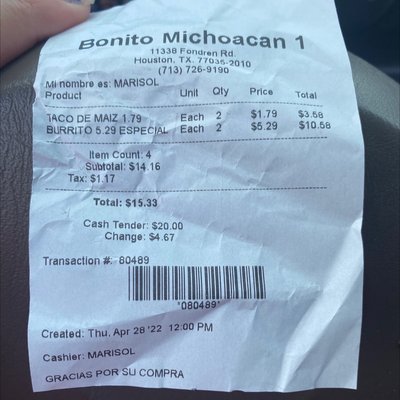 Bonito Michoacan 1
11338 Fondren Rd.
Houston, TX. 77035-2010
(713) 726-9190
Mi nombre es: MARISOL
Product Unit Qty Price Total
TACO DE MAIZ 1.79 Each 2 $1.79 $3.58
BURRITO 5.29 ESPECIAL Each 2 $5.29 $10.58
Item Count: 4
Subtotal: $14.16
Tax: $1.17
Total: $15.33
Cash Tender: $20.00
Change: $4.67
Transaction #: 80489
*080489*
Created: Thu, Apr 28 '22 12:00 PM
Cashier: MARISOL
GRACIAS POR SU COMPRA